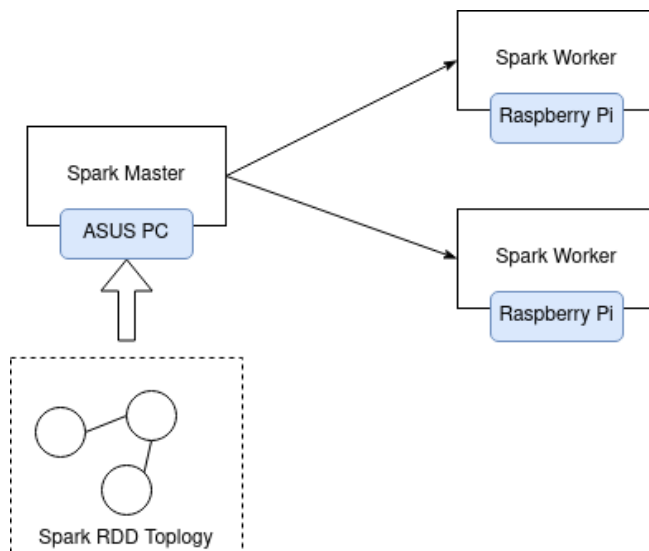 Spark Worker
Raspberry Pi
Spark Master
ASUS PC
Spark Worker
Raspberry Pi
Spark RDD Toplogy